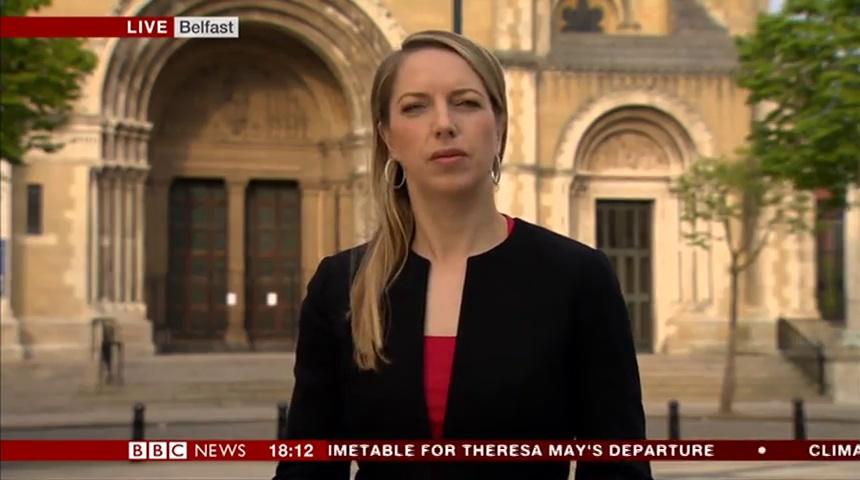 LIVE Belfast
BBC NEWS 18:12 IMETABLE FOR THERESA MAY'S DEPARTURE • CLIMA